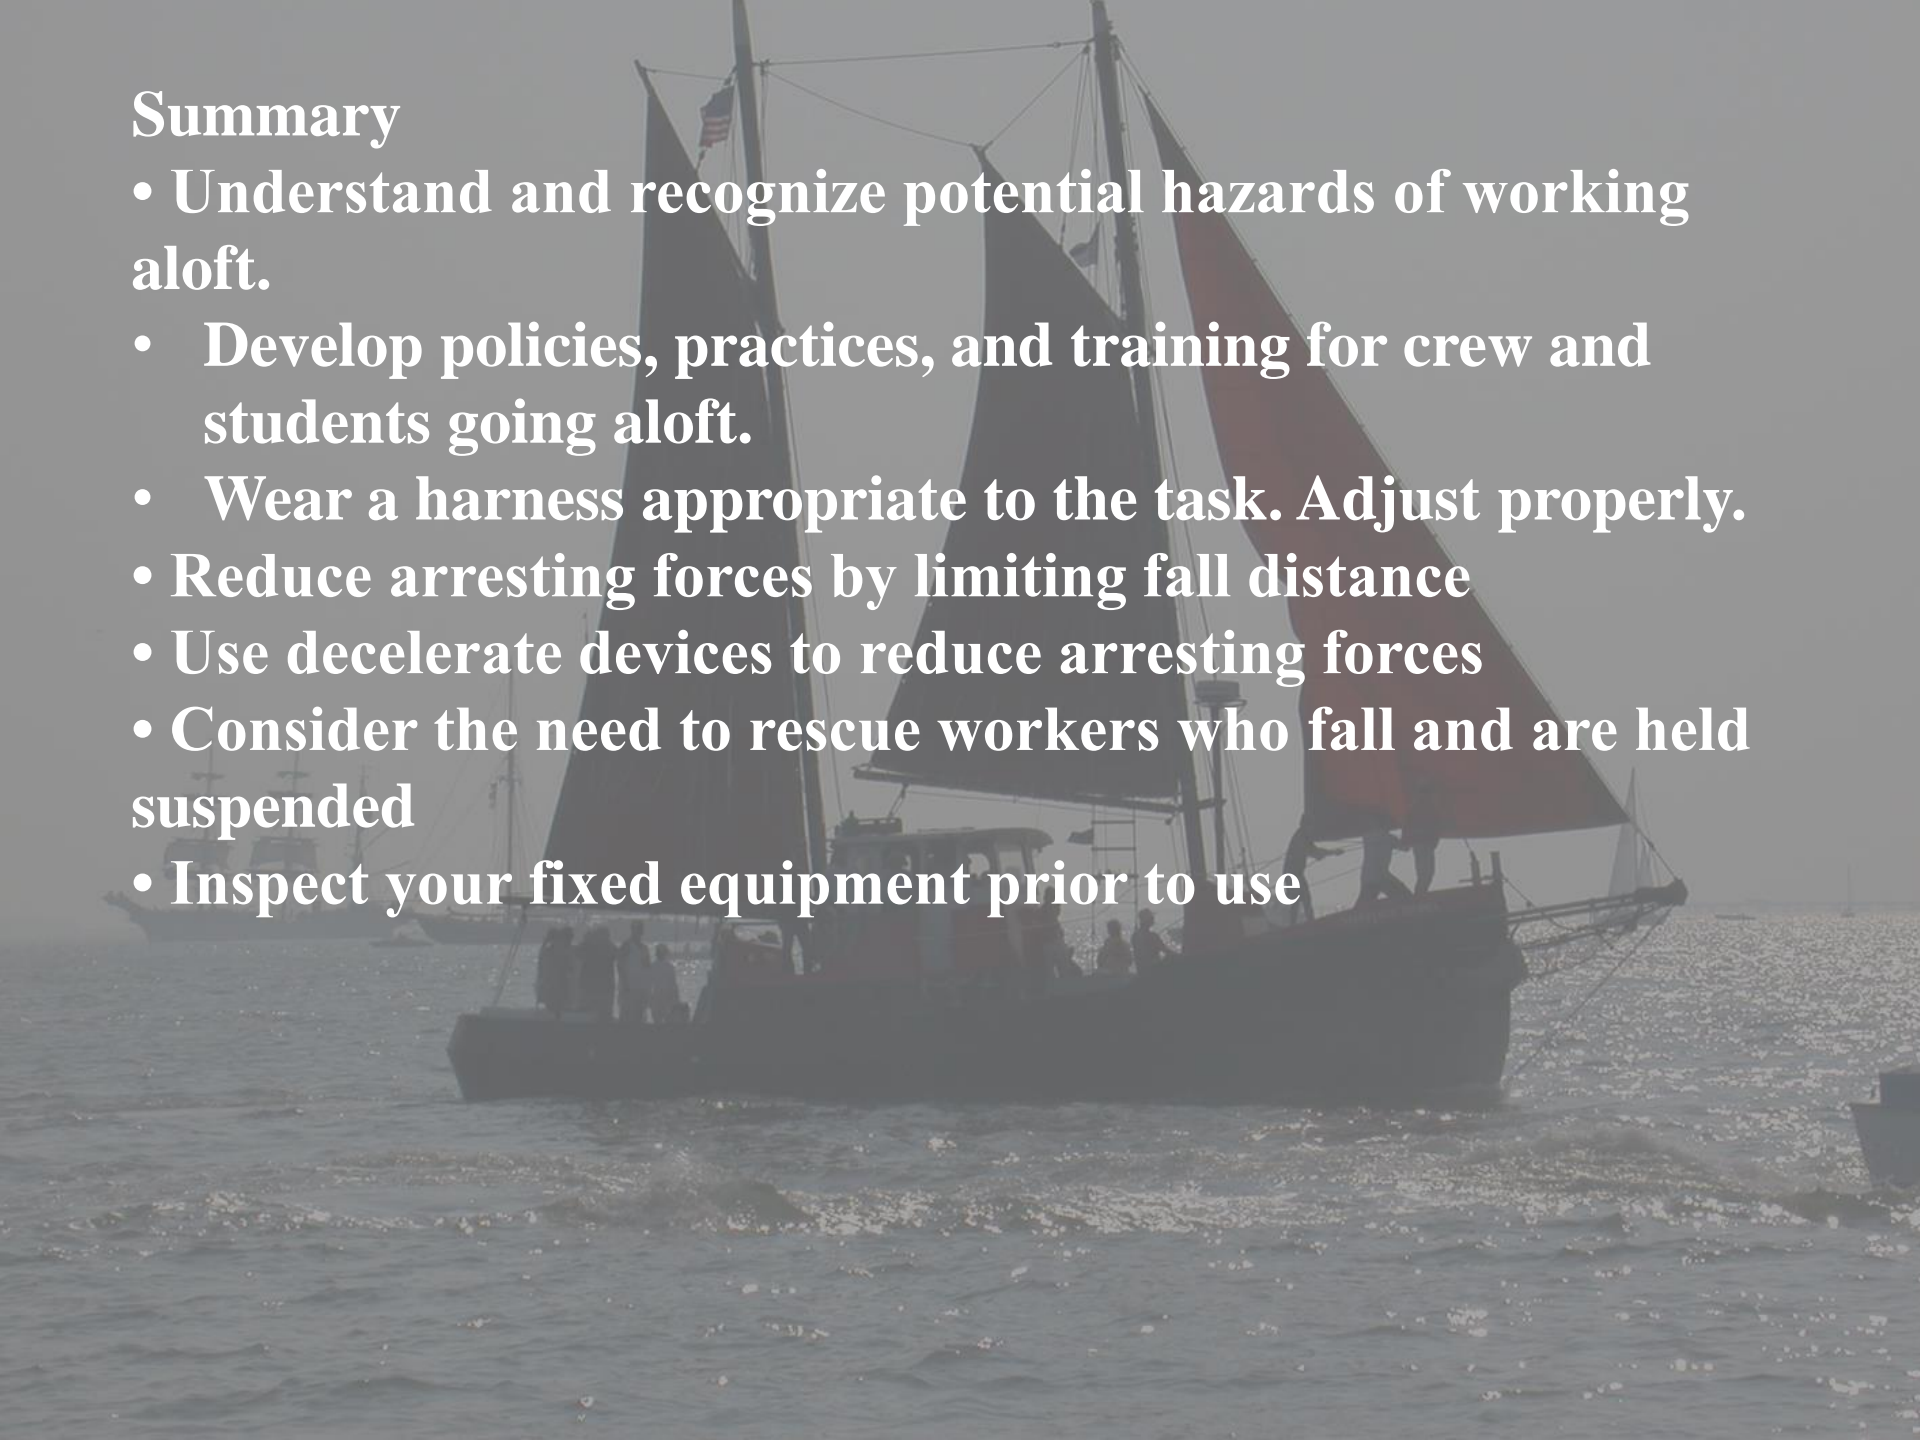 Summary
• Understand and recognize potential hazards of working
aloft.
• Develop policies, practices, and training for crew and
students going aloft.
• Wear a harness appropriate to the task. Adjust properly.
• Reduce arresting forces by limiting fall distance
• Use decelerate devices to reduce arresting forces
• Consider the need to rescue workers who fall and are held
suspended
• Inspect your fixed equipment prior to use